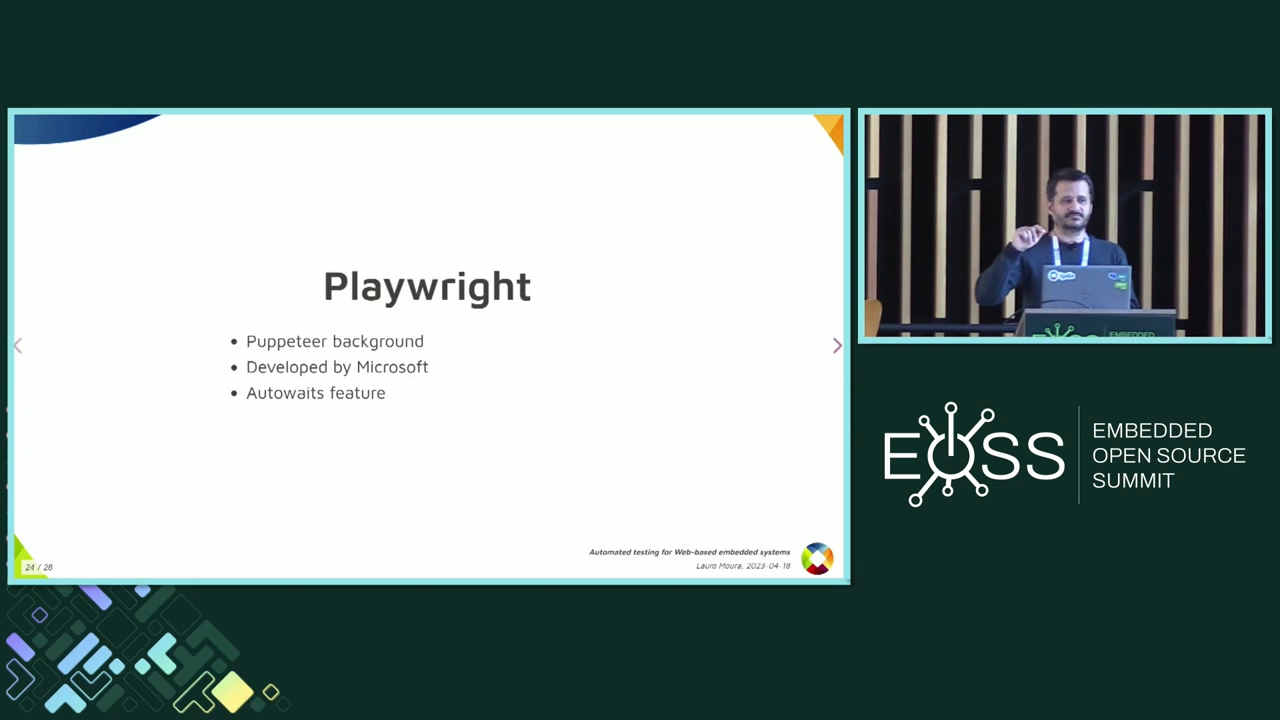 Playwright
Puppeteer background
Developed by Microsoft
Autowaits feature
Automated testing for Web-based embedded systems
Lauro Moura, 2023-04-18
24 / 28
EOSS
EMBEDDED
OPEN SOURCE
SUMMIT